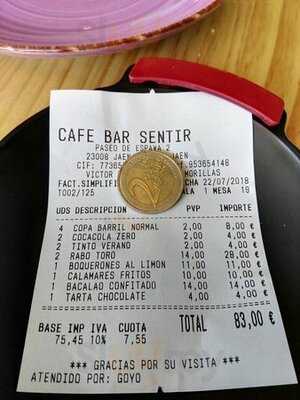 CAFE BAR SENTIR
PASEO DE ESPAÑA 2
23008 JAEN JAEN
CIF: 7736 953654148
VICTOR MORILLAS
FACT.SIMPLIFI CHA 22/07/2018
T002/125 ALA 1 MESA 19
UDS DESCRIPCION PVP IMPORTE
4 COPA BARRIL NORMAL 2,00 8,00 €
2 COCACOLA ZERO 2,00 4,00 €
2 TINTO VERANO 2,00 4,00 €
2 RABO TORO 14,00 28,00 €
1 BOQUERONES AL LIMON 11,00 11,00 €
1 CALAMARES FRITOS 10,00 10,00 €
1 BACALAO CONFITADO 14,00 14,00 €
1 TARTA CHOCOLATE 4,00 4,00 €
BASE IMP IVA CUOTA TOTAL 83,00 €
75,45 10% 7,55
*** GRACIAS POR SU VISITA ***
ATENDIDO POR: GOYO